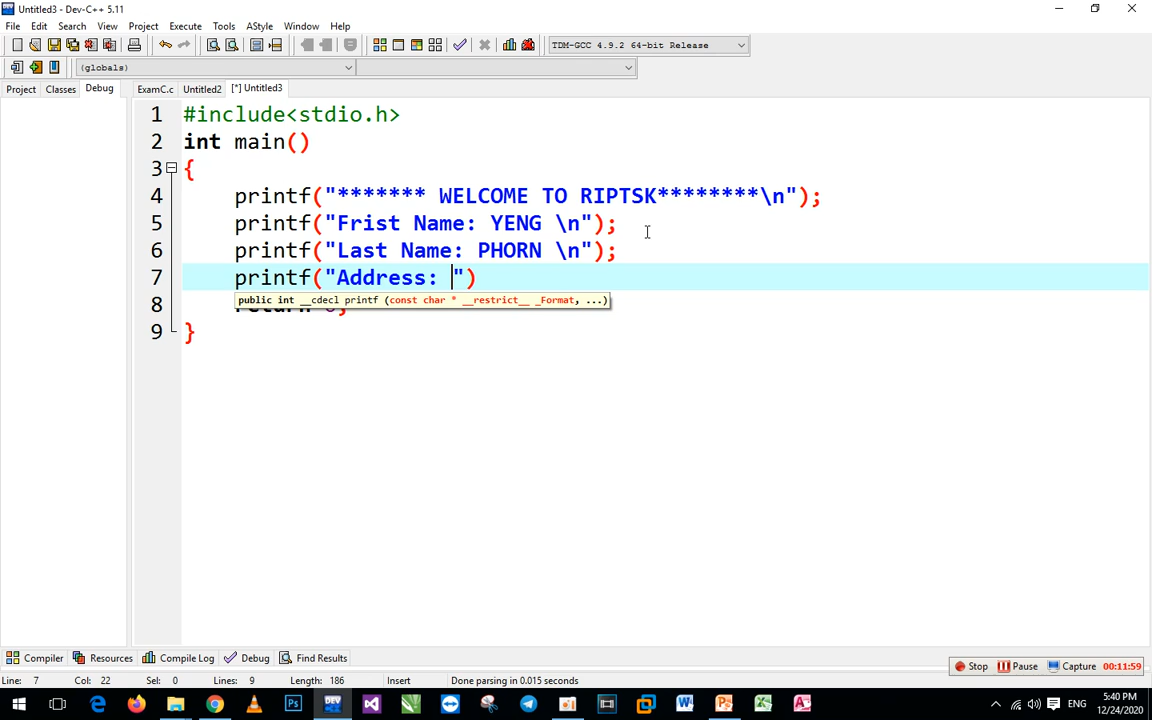 Untitled3 - Dev-C++ 5.11
File Edit Search View Project Execute Tools AStyle Window Help
TDM-GCC 4.9.2 64-bit Release
(globals)
Project Classes Debug ExamC.c Untitled2 [*] Untitled3
1 #include<stdio.h>
2 int main()
3 {
4 printf("******* WELCOME TO RIPTSK********\n");
5 printf("Frist Name: YENG \n");
6 printf("Last Name: PHORN \n");
7 printf("Address: ")
public int __cdecl printf (const char * __restrict__ _Format, ...)
8 return 0;
9 }
Compiler Resources Compile Log Debug Find Results
Stop Pause Capture 00:11:59
Line: 7 Col: 22 Sel: 0 Lines: 9 Length: 186 Insert Done parsing in 0.015 seconds
5:40 PM
ENG
12/24/2020